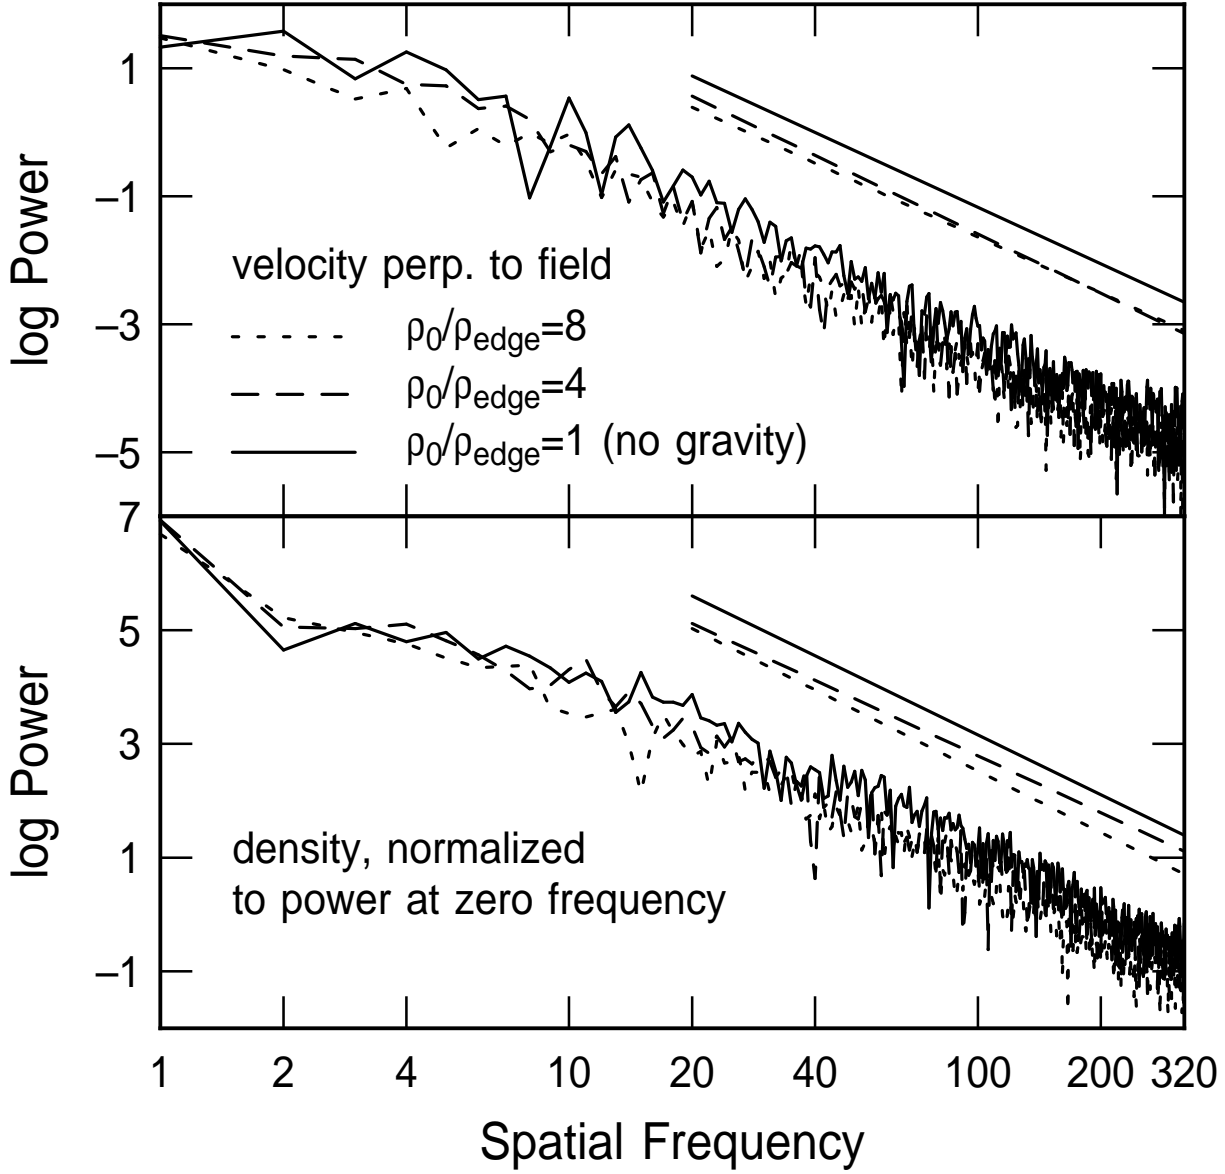 1
–1
–3
–5
log Power
velocity perp. to field
ρ0/ρedge=8
ρ0/ρedge=4
ρ0/ρedge=1 (no gravity)
7
5
3
1
–1
log Power
density, normalized
to power at zero frequency
1 2 4 10 20 40 100 200 320
Spatial Frequency